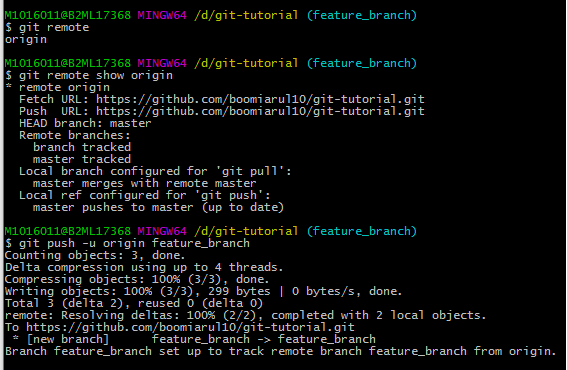 M1016011@B2ML17368 MINGW64 /d/git-tutorial (feature_branch)
$ git remote
origin
M1016011@B2ML17368 MINGW64 /d/git-tutorial (feature_branch)
$ git remote show origin
* remote origin
  Fetch URL: https://github.com/boomiarul10/git-tutorial.git
  Push  URL: https://github.com/boomiarul10/git-tutorial.git
  HEAD branch: master
  Remote branches:
    branch tracked
    master tracked
  Local branch configured for 'git pull':
    master merges with remote master
  Local ref configured for 'git push':
    master pushes to master (up to date)
M1016011@B2ML17368 MINGW64 /d/git-tutorial (feature_branch)
$ git push -u origin feature_branch
Counting objects: 3, done.
Delta compression using up to 4 threads.
Compressing objects: 100% (3/3), done.
Writing objects: 100% (3/3), 299 bytes | 0 bytes/s, done.
Total 3 (delta 2), reused 0 (delta 0)
remote: Resolving deltas: 100% (2/2), completed with 2 local objects.
To https://github.com/boomiarul10/git-tutorial.git
 * [new branch]      feature_branch -> feature_branch
Branch feature_branch set up to track remote branch feature_branch from origin.